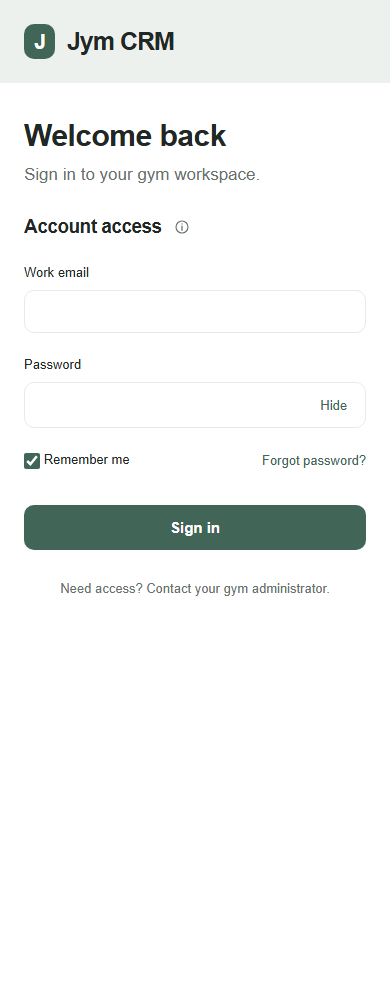 J Jym CRM
Welcome back
Sign in to your gym workspace.
Account access
Work email
Password
Hide
Remember me Forgot password?
Sign in
Need access? Contact your gym administrator.